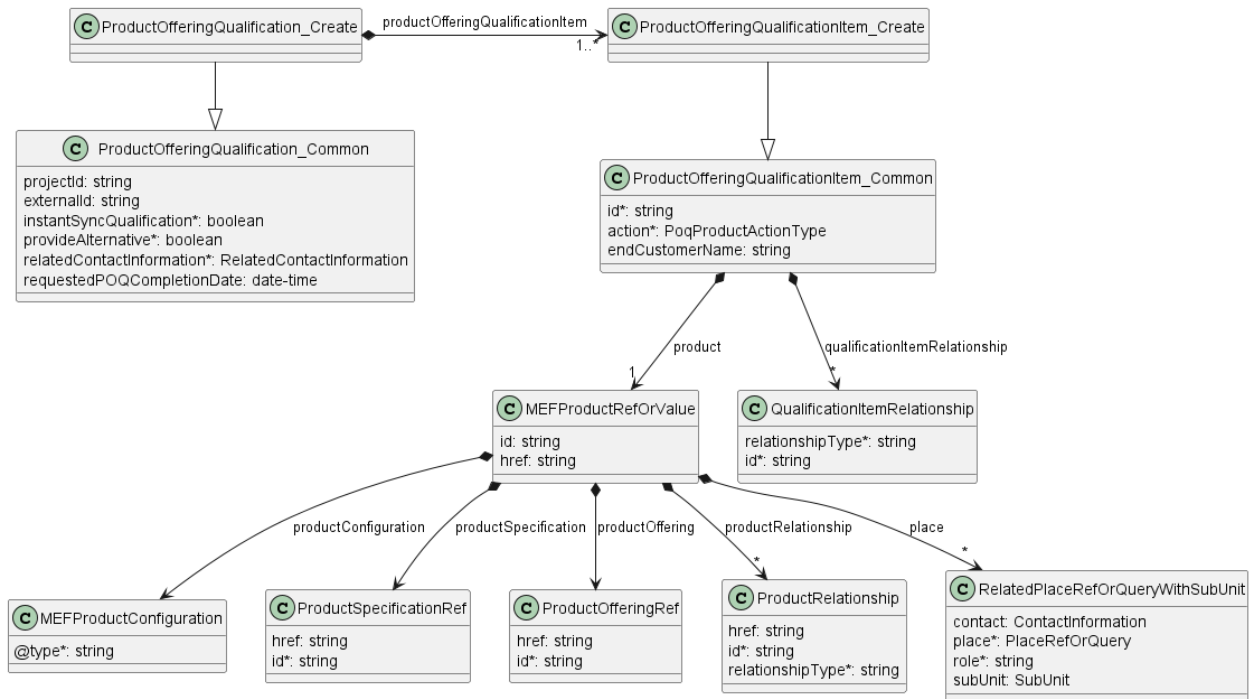 C ProductOfferingQualification_Create
productOfferingQualificationItem
1..*
C ProductOfferingQualificationItem_Create
C ProductOfferingQualification_Common
projectId: string
externalId: string
instantSyncQualification*: boolean
provideAlternative*: boolean
relatedContactInformation*: RelatedContactInformation
requestedPOQCompletionDate: date-time
C ProductOfferingQualificationItem_Common
id*: string
action*: PoqProductActionType
endCustomerName: string
product
1
qualificationItemRelationship
*
C MEFProductRefOrValue
id: string
href: string
C QualificationItemRelationship
relationshipType*: string
id*: string
productConfiguration
productSpecification
productOffering
productRelationship
*
place
*
C MEFProductConfiguration
@type*: string
C ProductSpecificationRef
href: string
id*: string
C ProductOfferingRef
href: string
id*: string
C ProductRelationship
href: string
id*: string
relationshipType*: string
C RelatedPlaceRefOrQueryWithSubUnit
contact: ContactInformation
place*: PlaceRefOrQuery
role*: string
subUnit: SubUnit